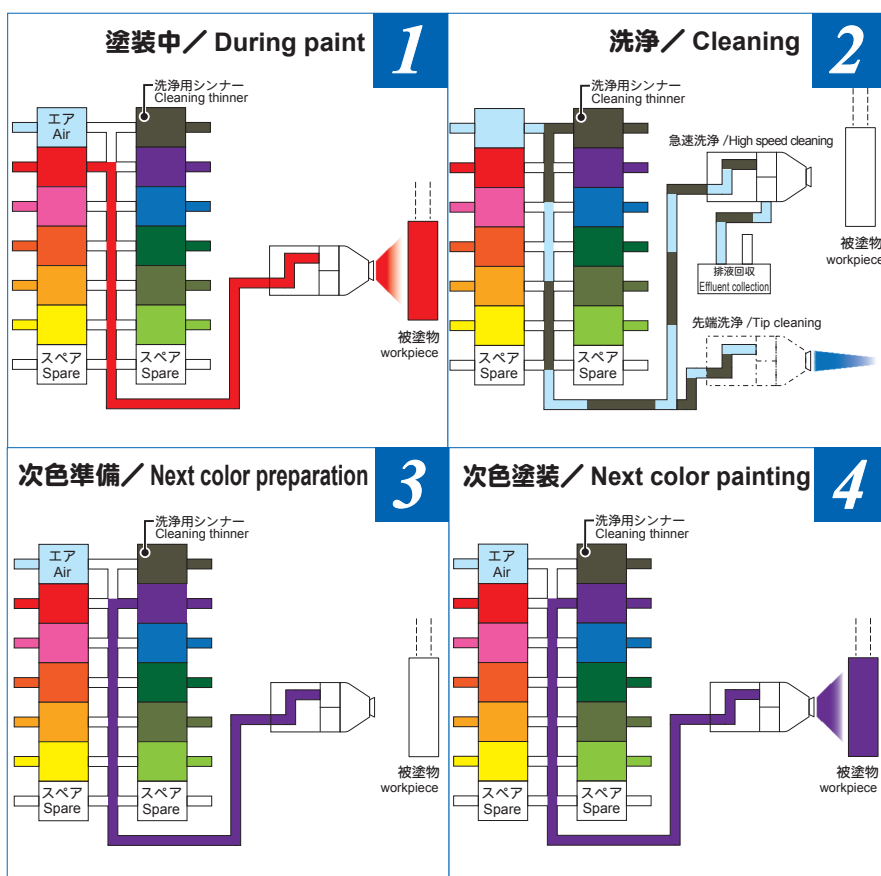 塗装中／ During paint
1
洗浄用シンナー
Cleaning thinner
エア
Air
被塗物
workpiece
スペア
Spare
スペア
Spare
洗浄／ Cleaning
2
洗浄用シンナー
Cleaning thinner
急速洗浄 /High speed cleaning
被塗物
workpiece
排液回収
Effluent collection
先端洗浄 /Tip cleaning
スペア
Spare
スペア
Spare
次色準備／ Next color preparation
3
洗浄用シンナー
Cleaning thinner
エア
Air
被塗物
workpiece
スペア
Spare
スペア
Spare
次色塗装／ Next color painting
4
洗浄用シンナー
Cleaning thinner
エア
Air
被塗物
workpiece
スペア
Spare
スペア
Spare